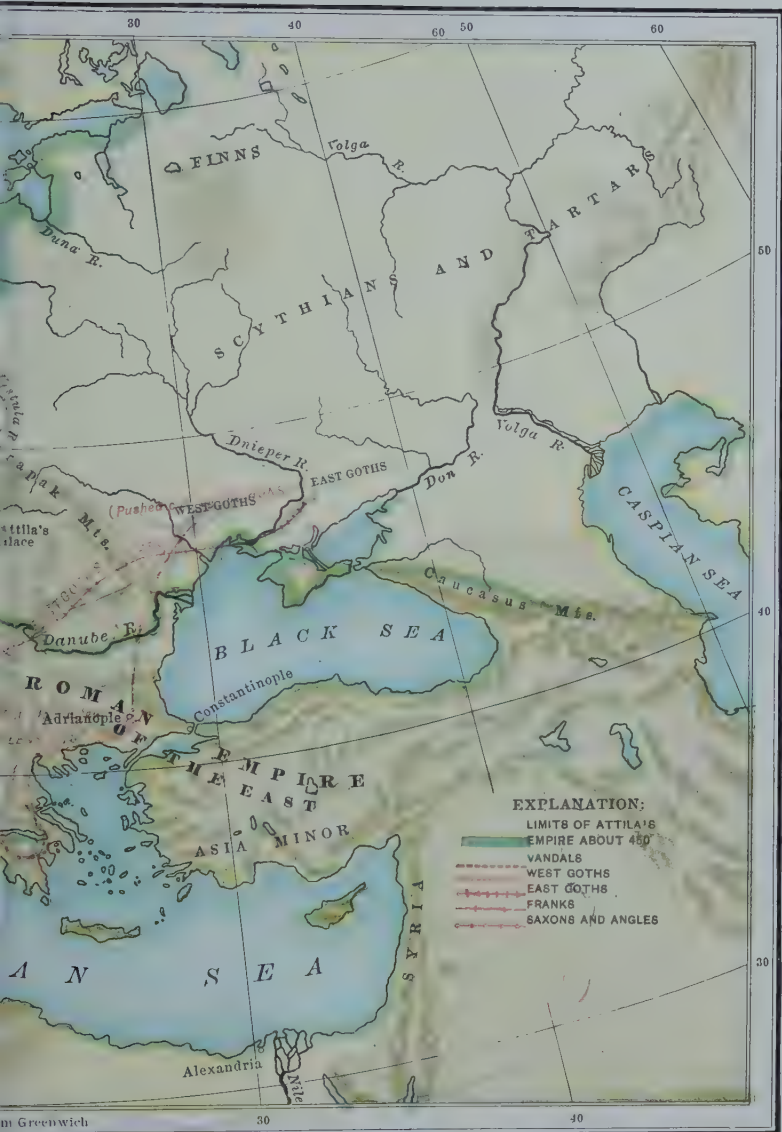 30 40 60 50 60
FINNS
Volga R.
Duna R.
SCYTHIANS AND TARTARS
50
Dnieper R.
EAST GOTHS
Don R.
Volga R.
(Pushed
WEST GOTHS
Mts.
CASPIAN SEA
Caucasus Mts.
40
Danube R.
BLACK SEA
Constantinople
ROMAN
Adrianople
EMPIRE
OF THE EAST
ASIA MINOR
SYRIA
EXPLANATION:
LIMITS OF ATTILA'S
EMPIRE ABOUT 450
VANDALS
WEST GOTHS
EAST GOTHS
FRANKS
SAXONS AND ANGLES
AN SEA
30
Alexandria
Nile
Greenwich
30 40